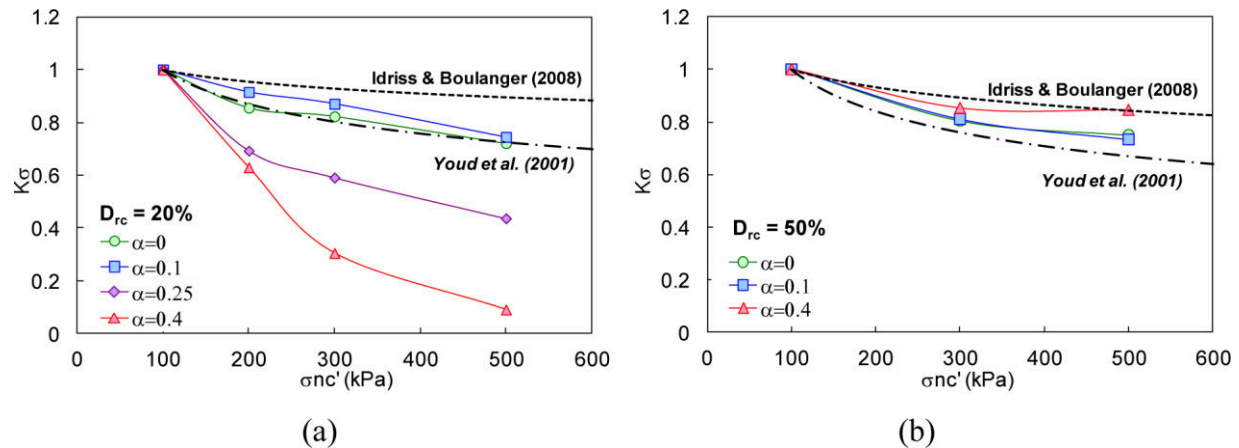 1.2
1
0.8
0.6
0.4
0.2
0
Kσ
Idriss & Boulanger (2008)
Youd et al. (2001)
Drc = 20%
α=0
α=0.1
α=0.25
α=0.4
0 100 200 300 400 500 600
σnc' (kPa)
(a)
1.2
1
0.8
0.6
0.4
0.2
0
Idriss & Boulanger (2008)
Youd et al. (2001)
Drc = 50%
α=0
α=0.1
α=0.4
0 100 200 300 400 500 600
σnc' (kPa)
(b)